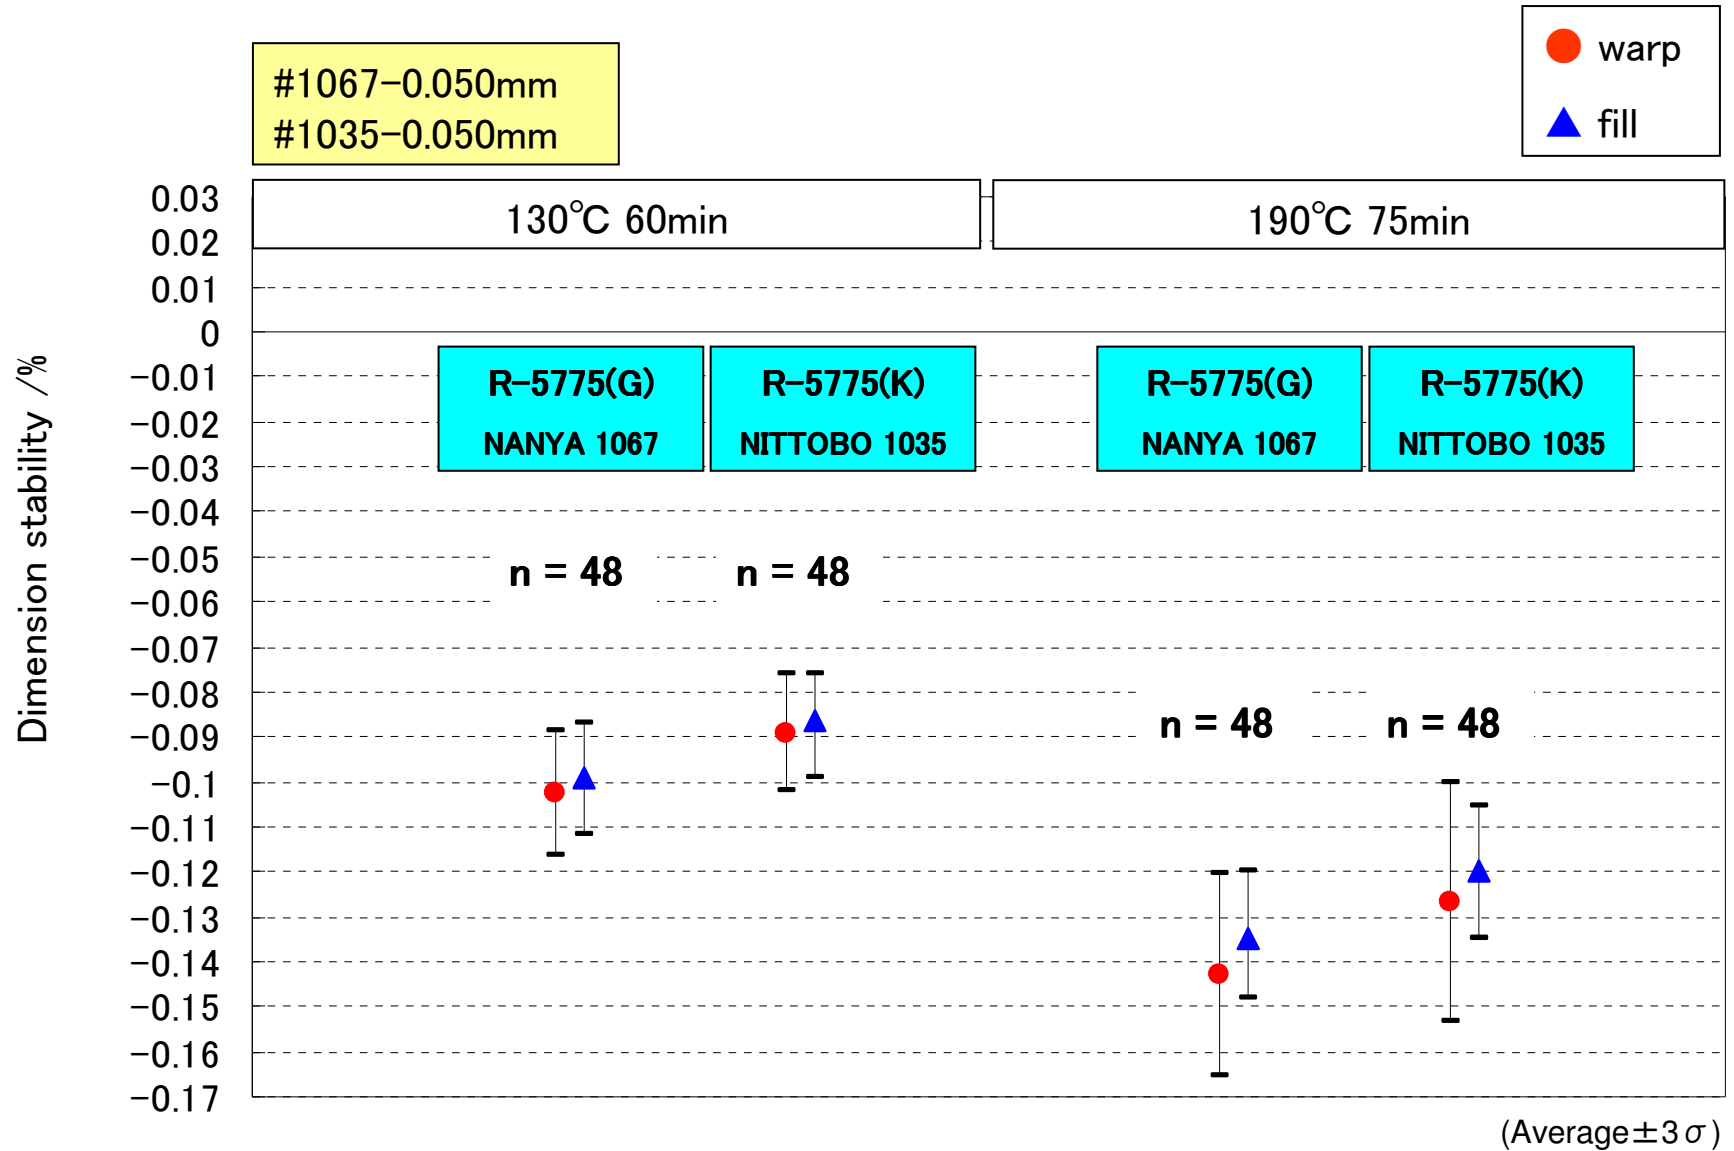 warp
fill
#1067-0.050mm
#1035-0.050mm
130℃ 60min
190℃ 75min
0.03
0.02
0.01
0
-0.01
-0.02
-0.03
-0.04
-0.05
-0.06
-0.07
-0.08
-0.09
-0.1
-0.11
-0.12
-0.13
-0.14
-0.15
-0.16
-0.17
Dimension stability /%
R-5775(G)
NANYA 1067
R-5775(K)
NITTOBO 1035
R-5775(G)
NANYA 1067
R-5775(K)
NITTOBO 1035
n = 48
n = 48
n = 48
n = 48
(Average±3σ)